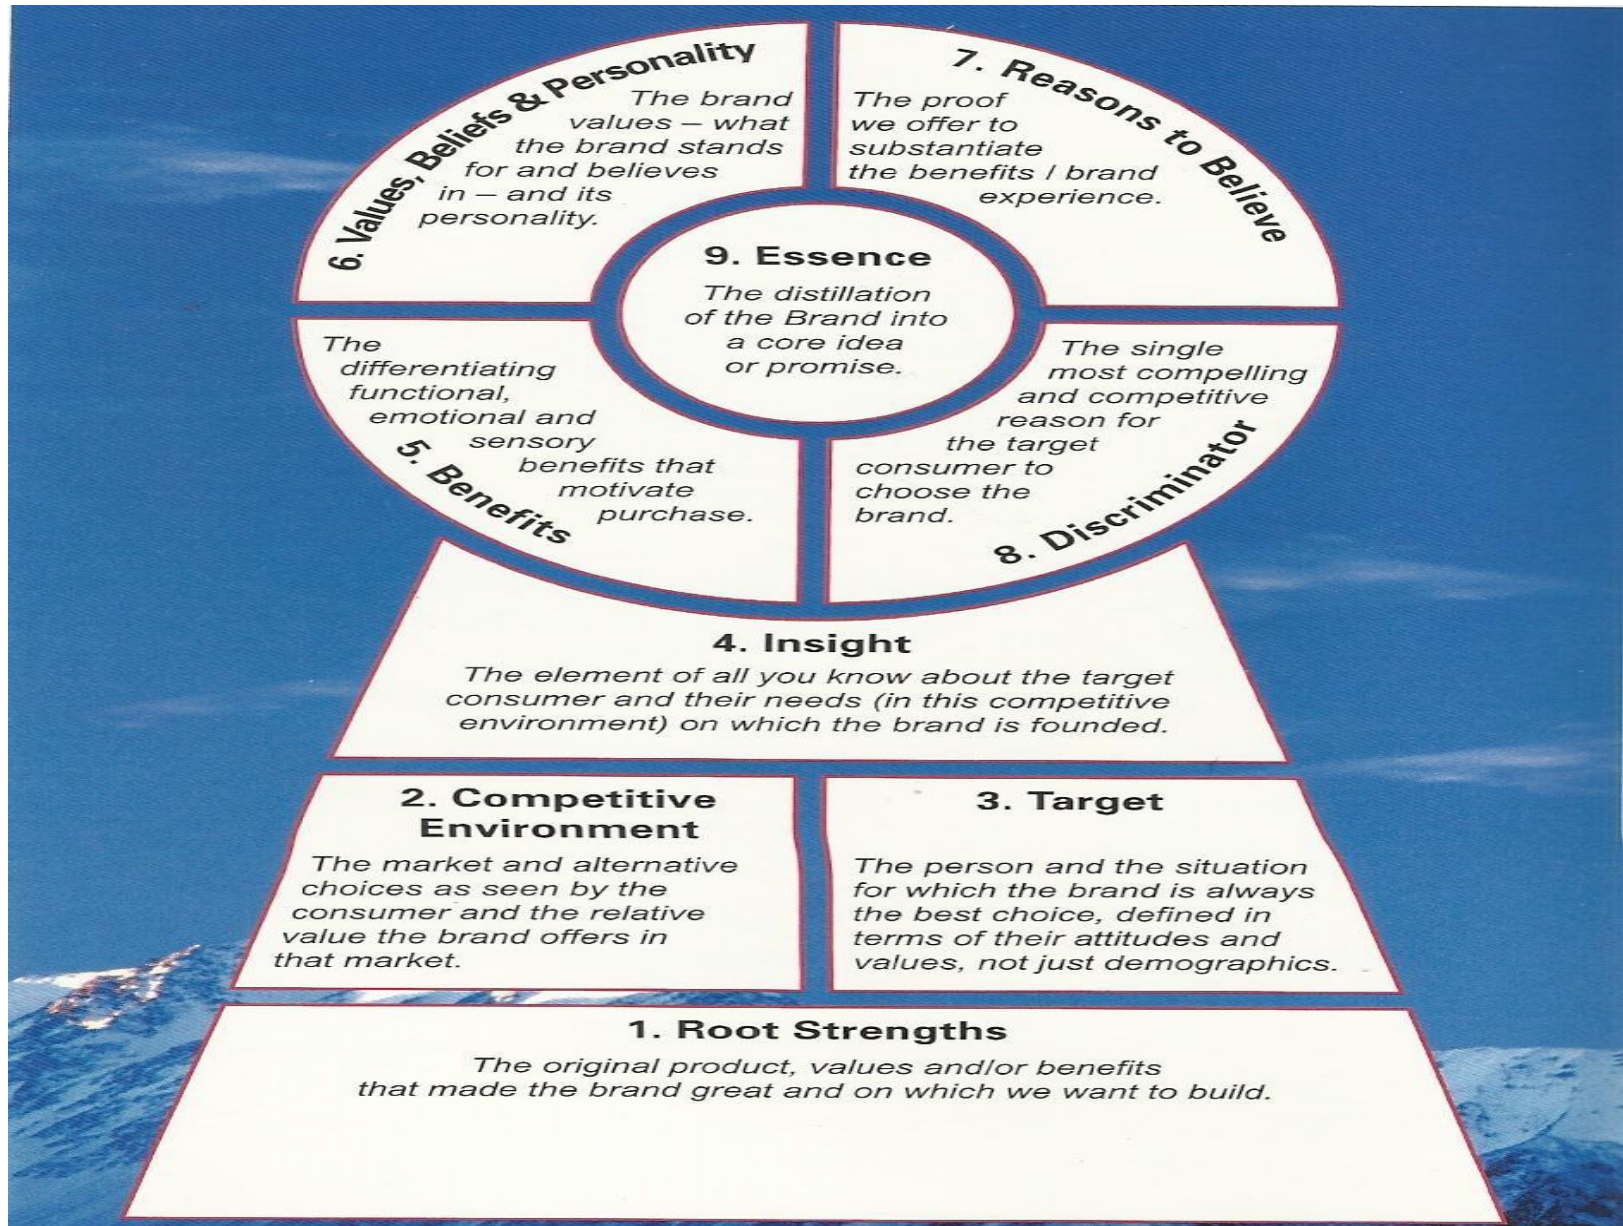 6. Values, Beliefs & Personality
The brand
values – what
the brand stands
for and believes
in – and its
personality.
7. Reasons to Believe
The proof
we offer to
substantiate
the benefits / brand
experience.
9. Essence
The distillation
of the Brand into
a core idea
or promise.
The
differentiating
functional,
emotional and
sensory
benefits that
motivate
purchase.
5. Benefits
The single
most compelling
and competitive
reason for
the target
consumer to
choose the
brand.
8. Discriminator
4. Insight
The element of all you know about the target
consumer and their needs (in this competitive
environment) on which the brand is founded.
2. Competitive
Environment
The market and alternative
choices as seen by the
consumer and the relative
value the brand offers in
that market.
3. Target
The person and the situation
for which the brand is always
the best choice, defined in
terms of their attitudes and
values, not just demographics.
1. Root Strengths
The original product, values and/or benefits
that made the brand great and on which we want to build.